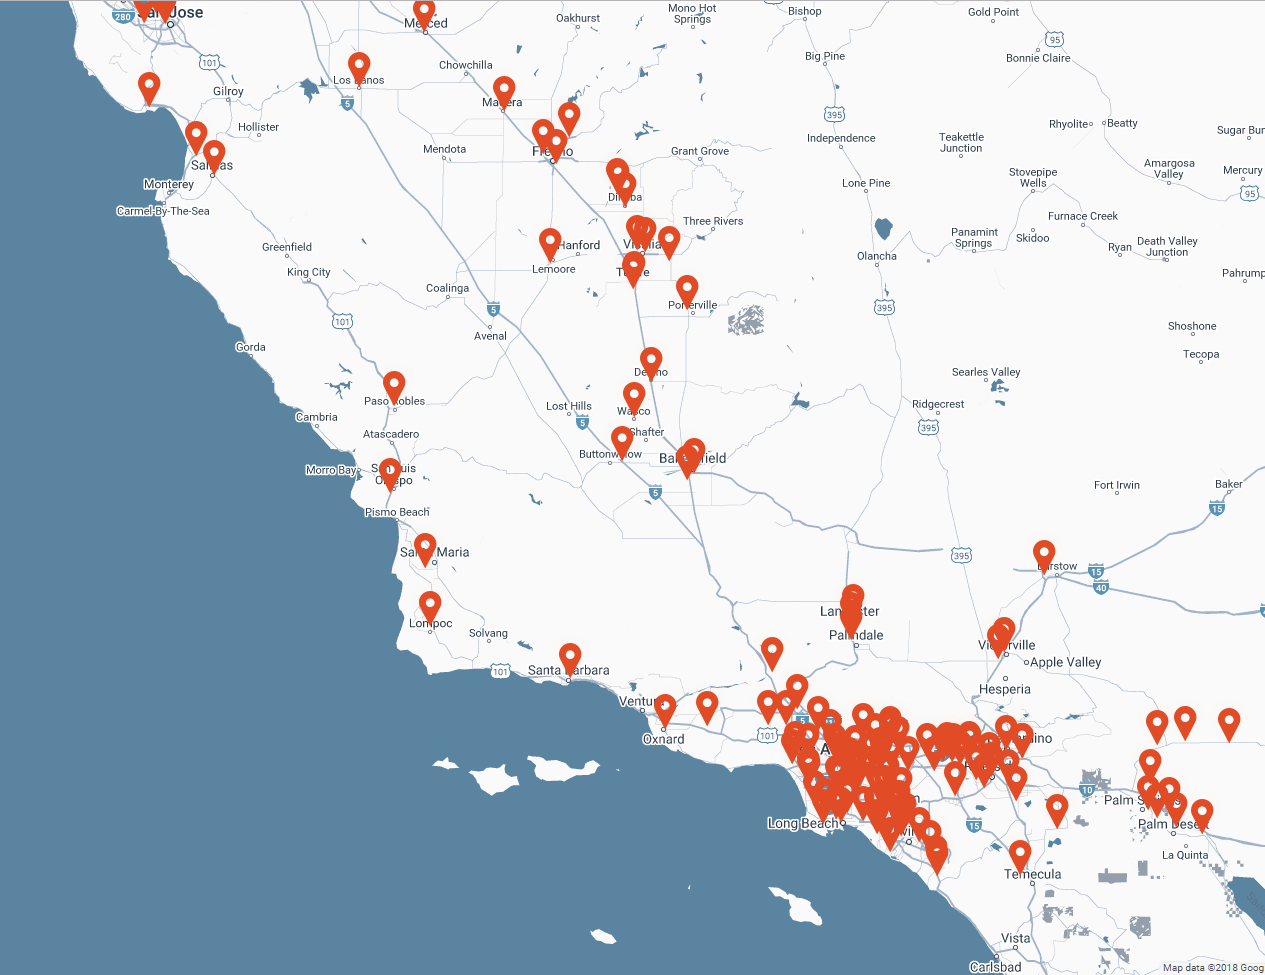 San Jose
280
Merced
Oakhurst
Mono Hot
Springs
Bishop
Gold Point
95
Bonnie Claire
101
Chowchilla
Big Pine
Los Banos
5
Gilroy
Madera
395
Rhyolite
Beatty
Hollister
Sugar Bun
Independence
Teakettle
Junction
Mendota
Fresno
Grant Grove
Salinas
Amargosa
Valley
Mercury
Stovepipe
Wells
Monterey
Lone Pine
95
Dinuba
Carmel-By-The-Sea
Three Rivers
Furnace Creek
Panamint
Springs
Skidoo
Greenfield
Hanford
Visalia
Ryan
Death Valley
Junction
Olancha
King City
Lemoore
Tulare
Pahrump
Coalinga
5
Porterville
395
101
Avenal
Shoshone
Gorda
Tecopa
Delano
Searles Valley
Paso Robles
Lost Hills
Wasco
Ridgecrest
Cambria
5
395
Atascadero
Shafter
Buttonwillow
Bakersfield
Morro Bay
San Luis
Obispo
5
Fort Irwin
Baker
15
Pismo Beach
Santa Maria
395
Barstow
15
40
Lancaster
Lompoc
Solvang
Palmdale
Victorville
Apple Valley
Santa Barbara
101
Hesperia
Ventura
5
101
Oxnard
10
Palm Springs
Long Beach
15
Palm Desert
La Quinta
Temecula
Vista
Carlsbad
Map data ©2018 Goog